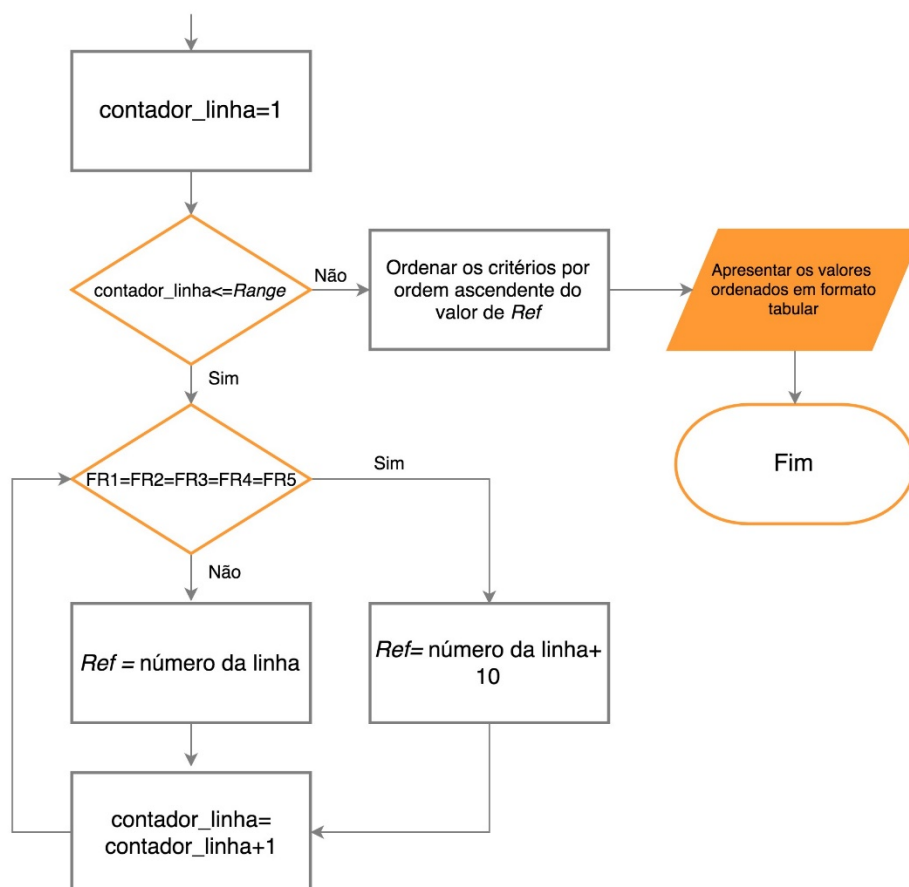 contador_linha=1
contador_linha<=Range
Não
Ordenar os critérios por
ordem ascendente do
valor de Ref
Apresentar os valores
ordenados em formato
tabular
Sim
Fim
FR1=FR2=FR3=FR4=FR5
Sim
Não
Ref = número da linha
Ref= número da linha+
10
contador_linha=
contador_linha+1